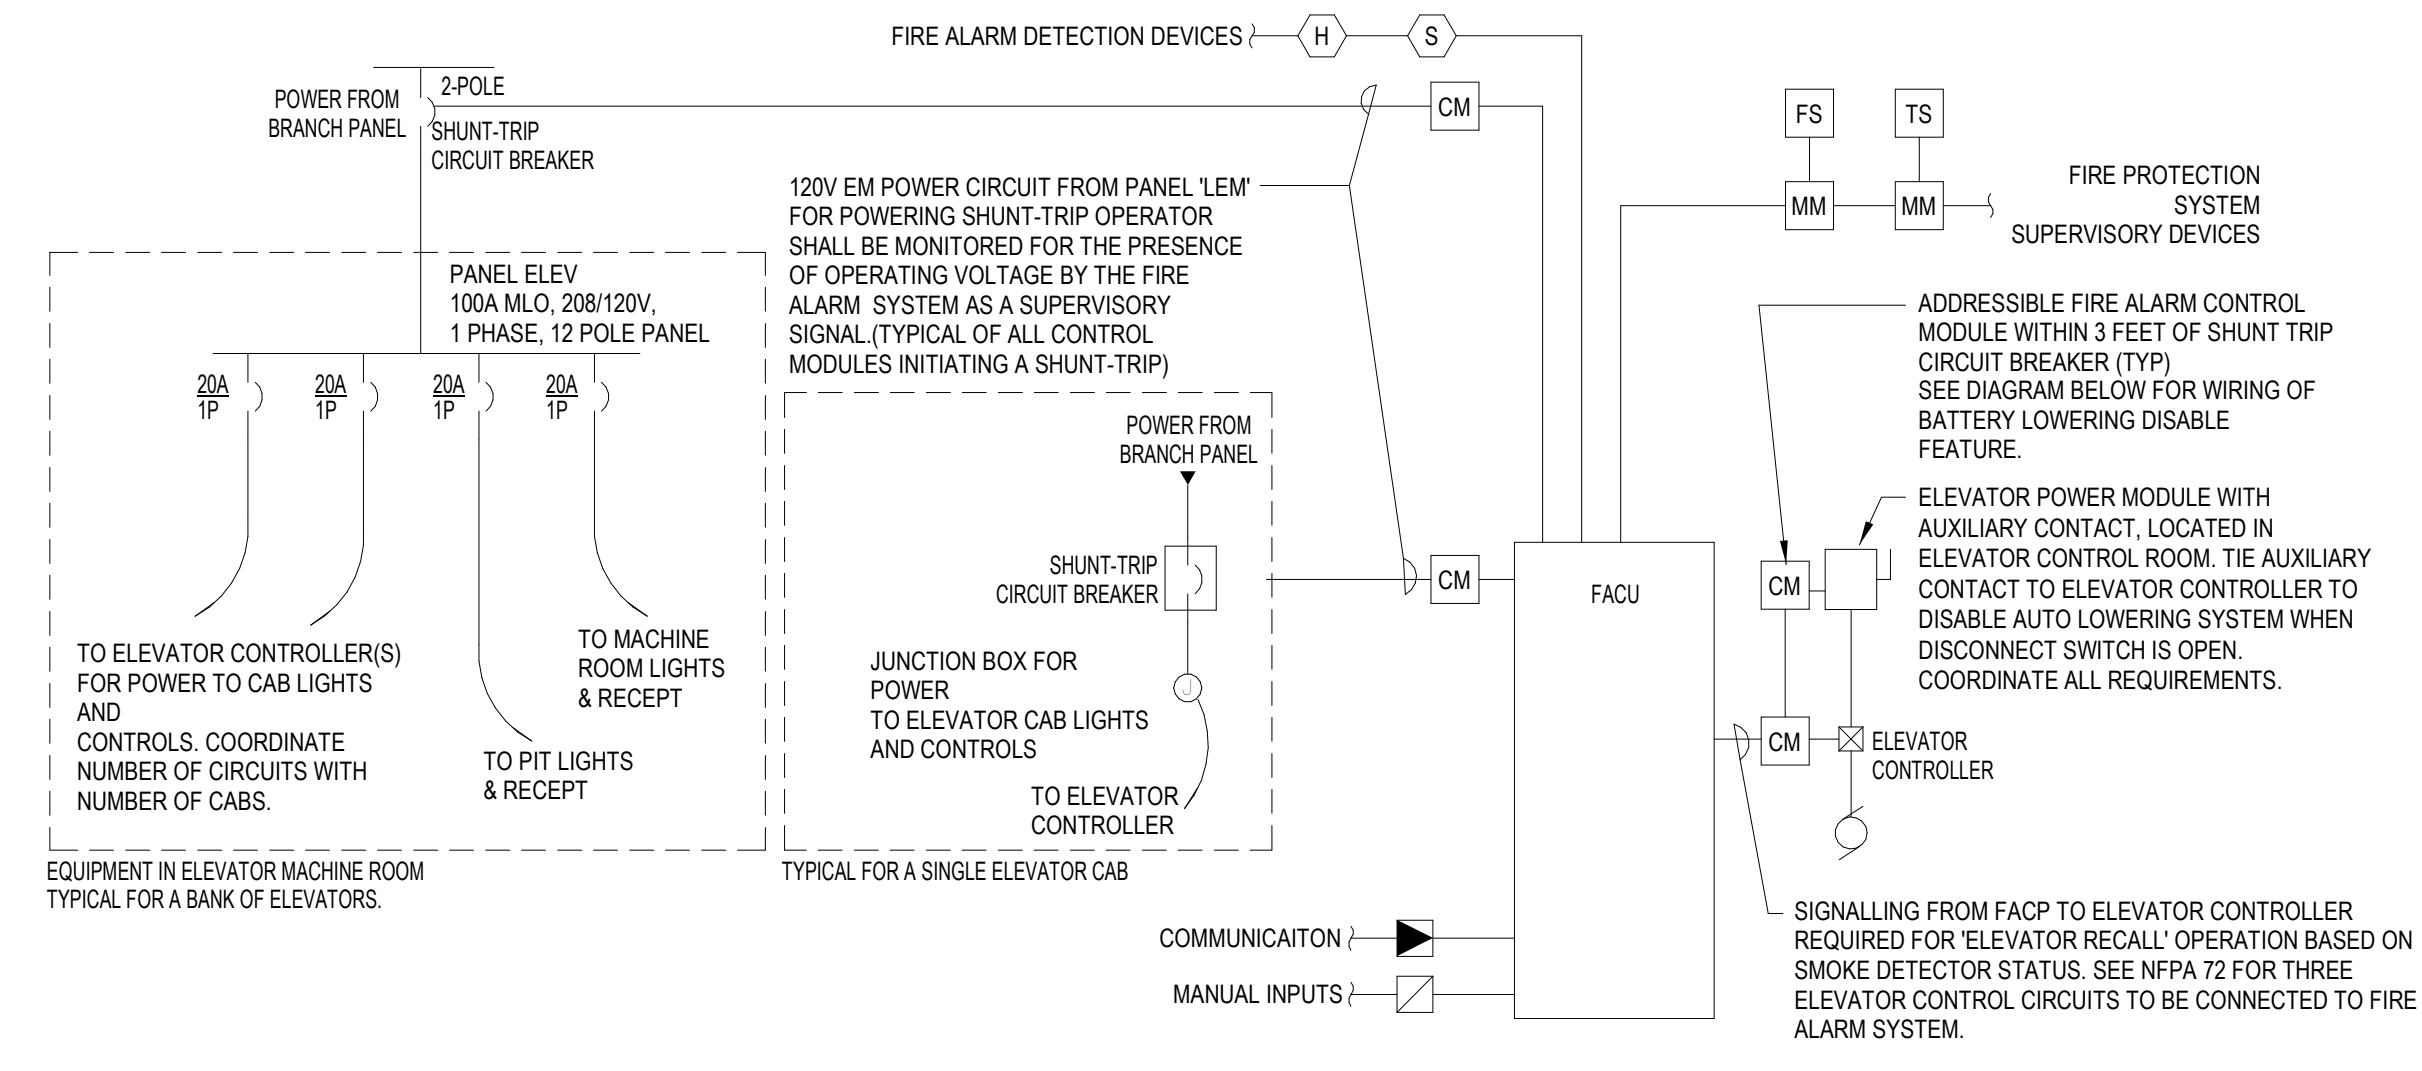 FIRE ALARM DETECTION DEVICES
H
S
2-POLE
POWER FROM
BRANCH PANEL
SHUNT-TRIP
CIRCUIT BREAKER
CM
FS
TS
MM
MM
FIRE PROTECTION
SYSTEM
SUPERVISORY DEVICES
120V EM POWER CIRCUIT FROM PANEL 'LEM'
FOR POWERING SHUNT-TRIP OPERATOR
SHALL BE MONITORED FOR THE PRESENCE
OF OPERATING VOLTAGE BY THE FIRE
ALARM SYSTEM AS A SUPERVISORY
SIGNAL.(TYPICAL OF ALL CONTROL
MODULES INITIATING A SHUNT-TRIP)
PANEL ELEV
100A MLO, 208/120V,
1 PHASE, 12 POLE PANEL
20A
1P
20A
1P
20A
1P
20A
1P
TO ELEVATOR CONTROLLER(S)
FOR POWER TO CAB LIGHTS
AND
CONTROLS. COORDINATE
NUMBER OF CIRCUITS WITH
NUMBER OF CABS.
TO MACHINE
ROOM LIGHTS
& RECEPT
TO PIT LIGHTS
& RECEPT
EQUIPMENT IN ELEVATOR MACHINE ROOM
TYPICAL FOR A BANK OF ELEVATORS.
POWER FROM
BRANCH PANEL
SHUNT-TRIP
CIRCUIT BREAKER
JUNCTION BOX FOR
POWER
TO ELEVATOR CAB LIGHTS
AND CONTROLS
J
TO ELEVATOR
CONTROLLER
TYPICAL FOR A SINGLE ELEVATOR CAB
CM
FACU
ADDRESSIBLE FIRE ALARM CONTROL
MODULE WITHIN 3 FEET OF SHUNT TRIP
CIRCUIT BREAKER (TYP)
SEE DIAGRAM BELOW FOR WIRING OF
BATTERY LOWERING DISABLE
FEATURE.
ELEVATOR POWER MODULE WITH
AUXILIARY CONTACT, LOCATED IN
ELEVATOR CONTROL ROOM. TIE AUXILIARY
CONTACT TO ELEVATOR CONTROLLER TO
DISABLE AUTO LOWERING SYSTEM WHEN
DISCONNECT SWITCH IS OPEN.
COORDINATE ALL REQUIREMENTS.
CM
CM
ELEVATOR
CONTROLLER
COMMUNICAITON
MANUAL INPUTS
SIGNALLING FROM FACP TO ELEVATOR CONTROLLER
REQUIRED FOR 'ELEVATOR RECALL' OPERATION BASED ON
SMOKE DETECTOR STATUS. SEE NFPA 72 FOR THREE
ELEVATOR CONTROL CIRCUITS TO BE CONNECTED TO FIRE
ALARM SYSTEM.